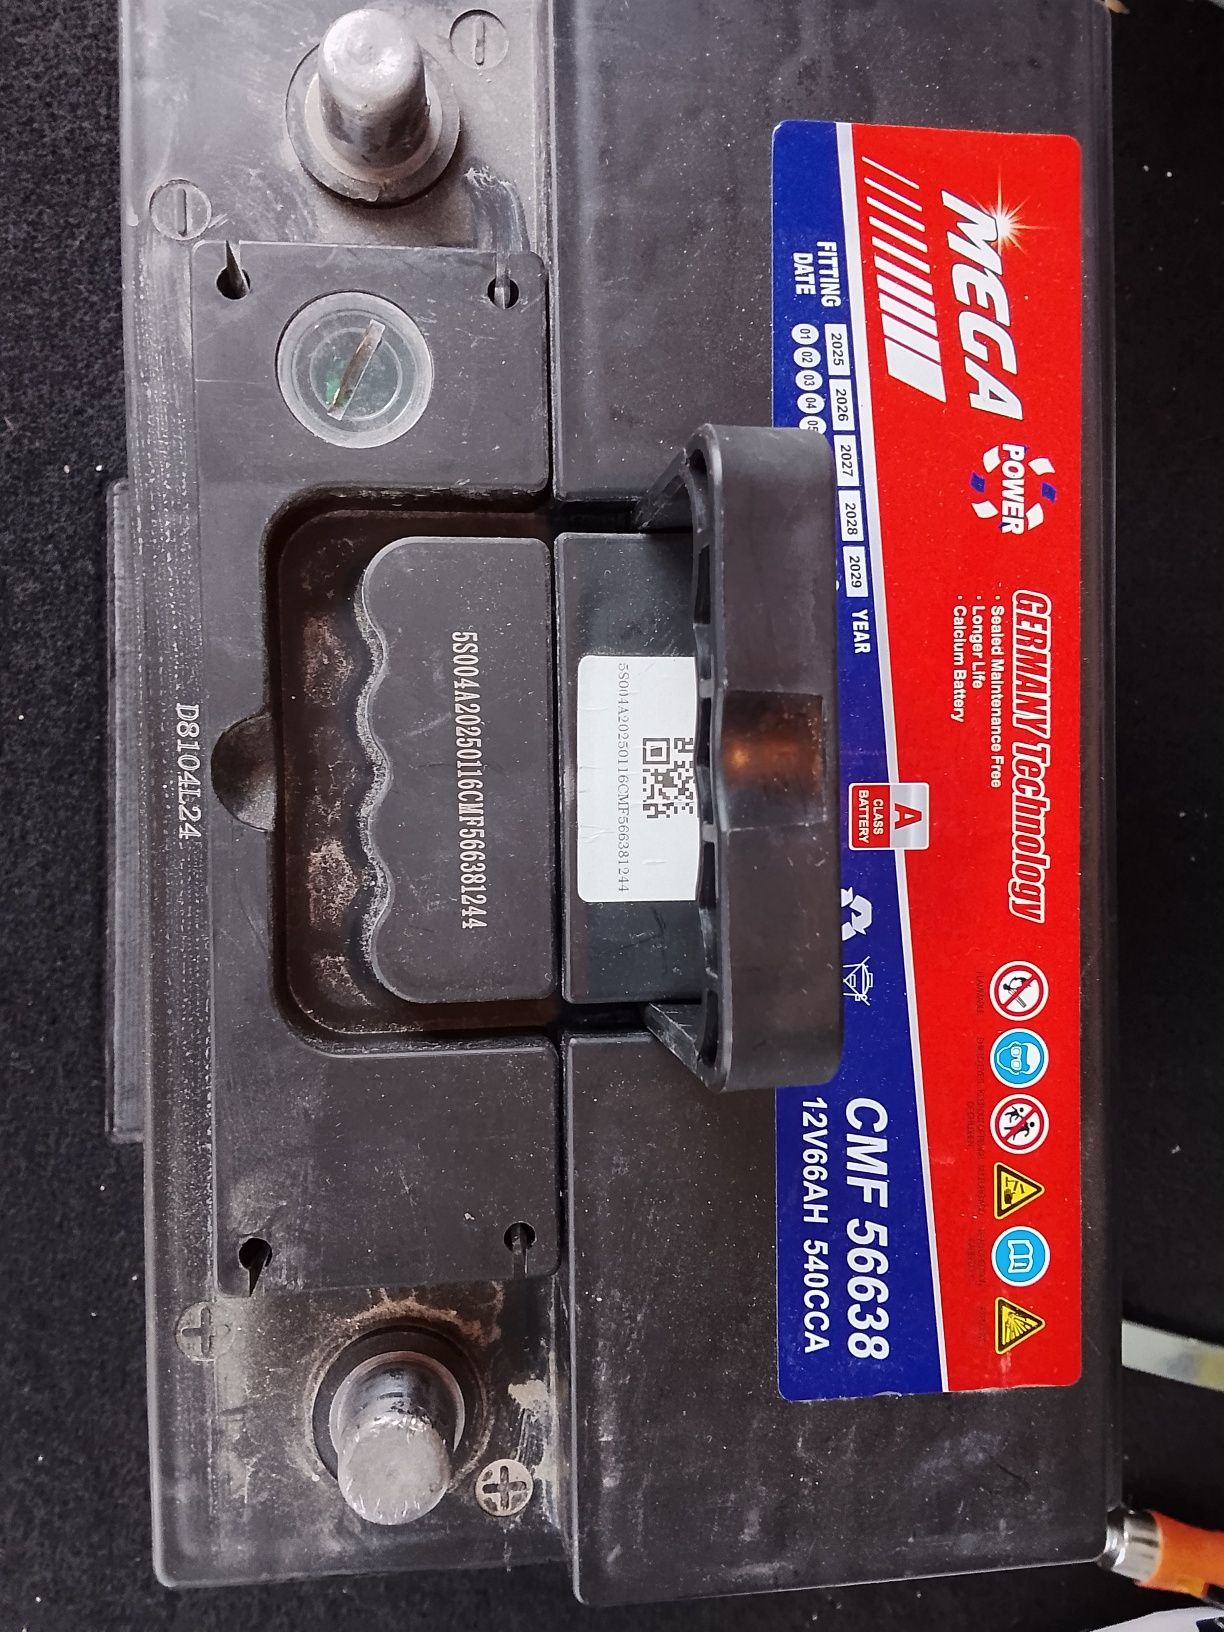 MEGA
POWER
GERMANY Technology
· Sealed Maintenance Free
· Longer Life
· Calcium Battery
A
CLASS
BATTERY
FITTING
DATE
2025 2026 2027 2028 2029 YEAR
01 02 03 04 05
CMF 56638
12V66AH 540CCA
5S004A20250116CMF566381244
5S004A20250116CMF566381244
D8104L24